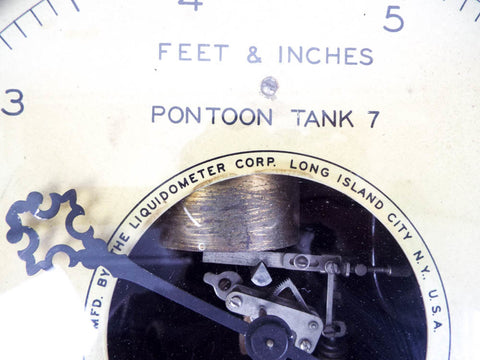 4 5
FEET & INCHES
3
PONTOON TANK 7
MFD. BY THE LIQUIDOMETER CORP. LONG ISLAND CITY N.Y., U.S.A.